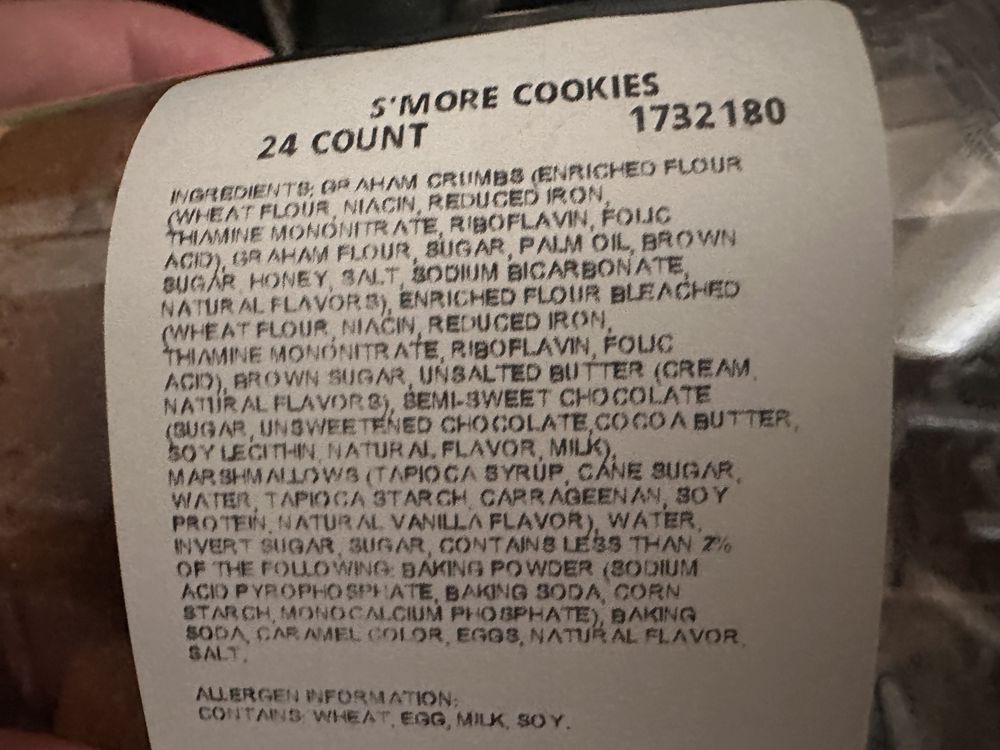 S'MORE COOKIES
24 COUNT 1732180
INGREDIENTS: GRAHAM CRUMBS (ENRICHED FLOUR
(WHEAT FLOUR, NIACIN, REDUCED IRON,
THIAMINE MONONITRATE, RIBOFLAVIN, FOLIC
ACID), GRAHAM FLOUR, SUGAR, PALM OIL, BROWN
SUGAR, HONEY, SALT, SODIUM BICARBONATE,
NATURAL FLAVORS), ENRICHED FLOUR BLEACHED
(WHEAT FLOUR, NIACIN, REDUCED IRON,
THIAMINE MONONITRATE, RIBOFLAVIN, FOLIC
ACID), BROWN SUGAR, UNSALTED BUTTER (CREAM,
NATURAL FLAVORS), SEMI-SWEET CHOCOLATE
(SUGAR, UNSWEETENED CHOCOLATE,COCOA BUTTER,
SOY LECITHIN, NATURAL FLAVOR, MILK),
MARSHMALLOWS (TAPIOCA SYRUP, CANE SUGAR,
WATER, TAPIOCA STARCH, CARRAGEENAN, SOY
PROTEIN, NATURAL VANILLA FLAVOR), WATER,
INVERT SUGAR, SUGAR, CONTAINS LESS THAN 2%
OF THE FOLLOWING: BAKING POWDER (SODIUM
ACID PYROPHOSPHATE, BAKING SODA, CORN
STARCH, MONOCALCIUM PHOSPHATE), BAKING
SODA, CARAMEL COLOR, EGGS, NATURAL FLAVOR,
SALT.
ALLERGEN INFORMATION:
CONTAINS: WHEAT, EGG, MILK, SOY.